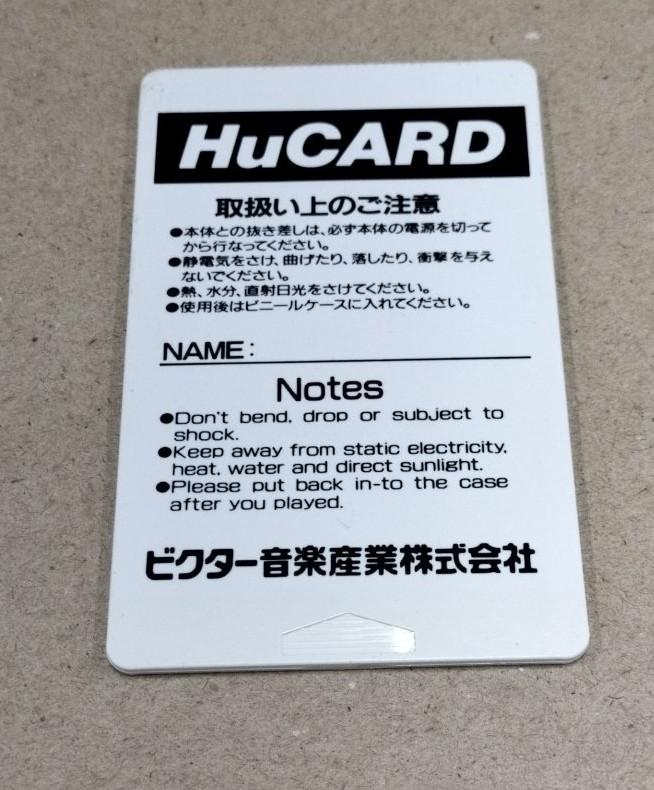 HuCARD
取扱い上のご注意
●本体との抜き差しは、必ず本体の電源を切って
から行なってください。
●静電気をさけ、曲げたり、落したり、衝撃を与え
ないでください。
●熱、水分、直射日光をさけてください。
●使用後はビニールケースに入れてください。
NAME:
Notes
●Don't bend, drop or subject to
shock.
●Keep away from static electricity,
heat, water and direct sunlight.
●Please put back in-to the case
after you played.
ビクター音楽産業株式会社